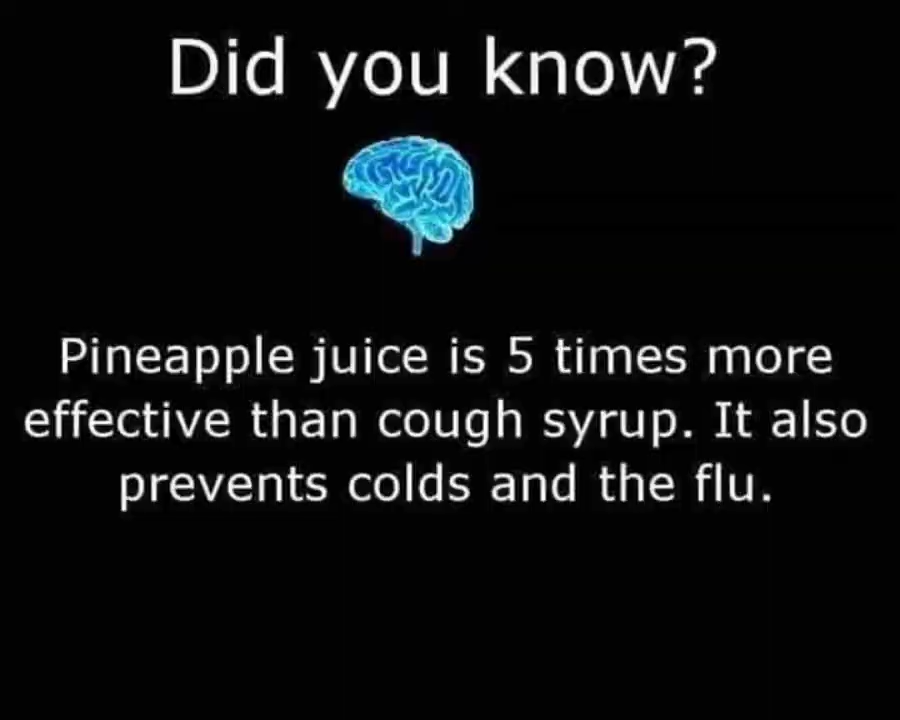 Did you know?
Pineapple juice is 5 times more
effective than cough syrup. It also
prevents colds and the flu.